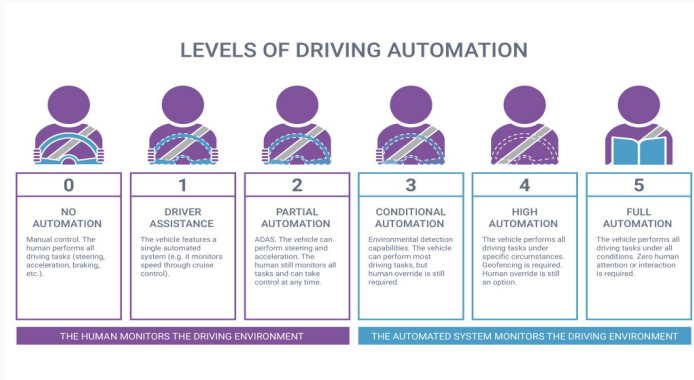 LEVELS OF DRIVING AUTOMATION
0
NO
AUTOMATION
Manual control. The
human performs all
driving tasks (steering,
acceleration, braking,
etc.).
1
DRIVER
ASSISTANCE
The vehicle features a
single automated
system (e.g. it monitors
speed through cruise
control).
2
PARTIAL
AUTOMATION
ADAS. The vehicle can
perform steering and
acceleration. The
human still monitors all
tasks and can take
control at any time.
3
CONDITIONAL
AUTOMATION
Environmental detection
capabilities. The vehicle
can perform most
driving tasks, but
human override is still
required.
4
HIGH
AUTOMATION
The vehicle performs all
driving tasks under
specific circumstances.
Geofencing is required.
Human override is still
an option.
5
FULL
AUTOMATION
The vehicle performs all
driving tasks under all
conditions. Zero human
attention or interaction
is required.
THE HUMAN MONITORS THE DRIVING ENVIRONMENT
THE AUTOMATED SYSTEM MONITORS THE DRIVING ENVIRONMENT